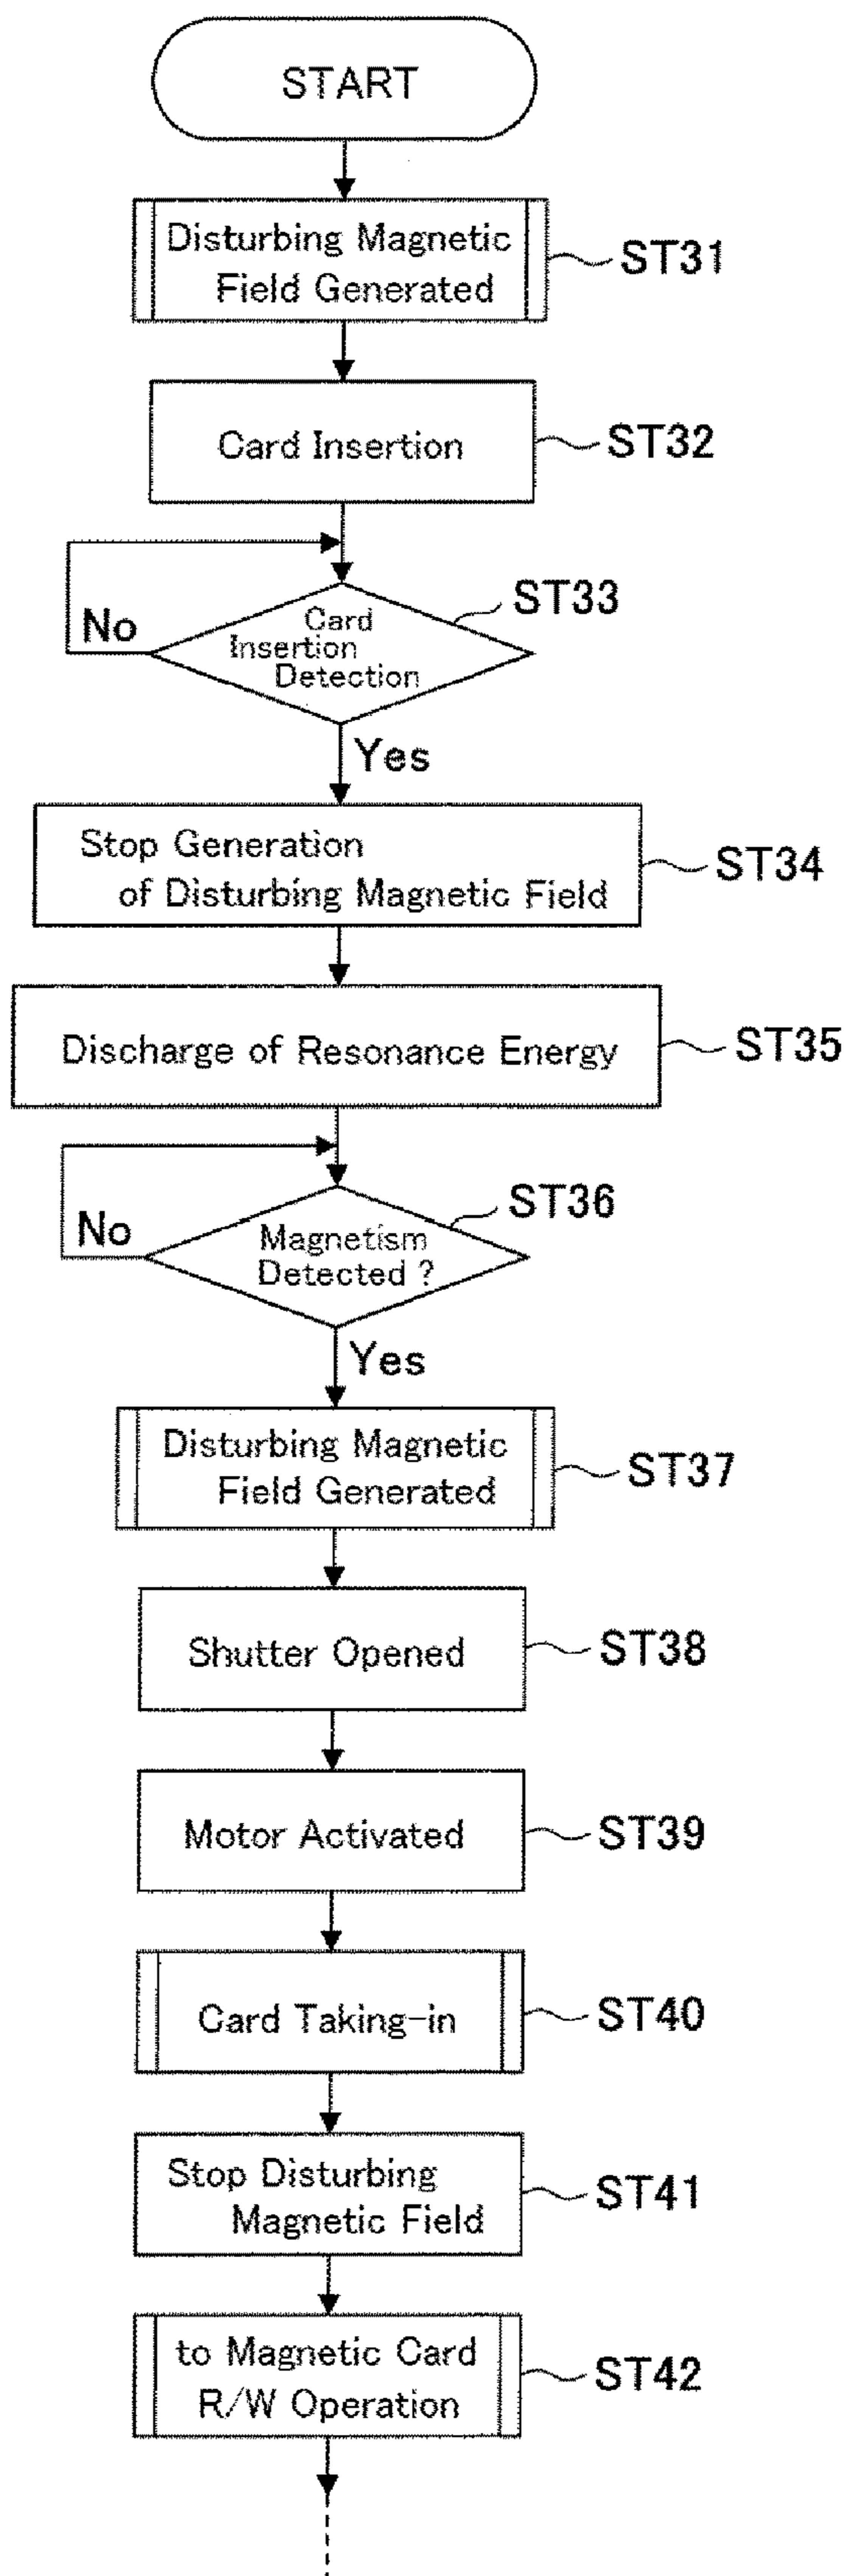 START
Disturbing Magnetic
Field Generated
ST31
Card Insertion
ST32
Card
Insertion
Detection
ST33
No
Yes
Stop Generation
of Disturbing Magnetic Field
ST34
Discharge of Resonance Energy
ST35
Magnetism
Detected ?
ST36
No
Yes
Disturbing Magnetic
Field Generated
ST37
Shutter Opened
ST38
Motor Activated
ST39
Card Taking-in
ST40
Stop Disturbing
Magnetic Field
ST41
to Magnetic Card
R/W Operation
ST42